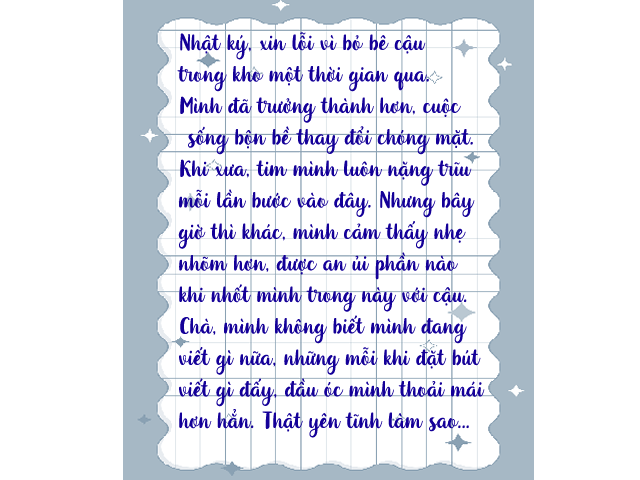 Nhật ký, xin lỗi vì bỏ bê cậu
trong kho một thời gian qua.
Mình đã trưởng thành hơn, cuộc
sống bộn bề thay đổi chóng mặt.
Khi xưa, tim mình luôn nặng trĩu
mỗi lần bước vào đây. Nhưng bây
giờ thì khác, mình cảm thấy nhẹ
nhõm hơn, được an ủi phần nào
khi nhốt mình trong này với cậu.
Chà, mình không biết mình đang
viết gì nữa, những mỗi khi đặt bút
viết gì đấy, đầu óc mình thoải mái
hơn hẳn. Thật yên tĩnh làm sao...